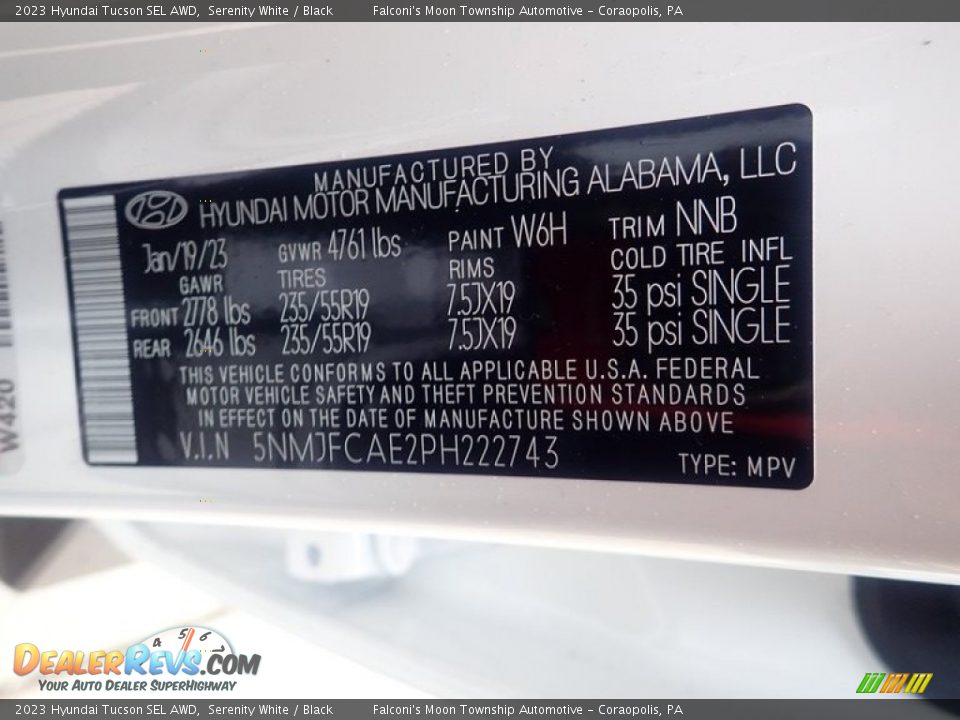 2023 Hyundai Tucson SEL AWD, Serenity White / Black Falconi's Moon Township Automotive – Coraopolis, PA
MANUFACTURED BY
HYUNDAI MOTOR MANUFACTURING ALABAMA, LLC
Jan/19/23 GVWR 4761 lbs PAINT W6H TRIM NNB
GAWR TIRES RIMS COLD TIRE INFL
FRONT 2778 lbs 235/55R19 7.5JX19 35 psi SINGLE
REAR 2646 lbs 235/55R19 7.5JX19 35 psi SINGLE
THIS VEHICLE CONFORMS TO ALL APPLICABLE U.S.A. FEDERAL
MOTOR VEHICLE SAFETY AND THEFT PREVENTION STANDARDS
IN EFFECT ON THE DATE OF MANUFACTURE SHOWN ABOVE
V.I.N 5NMJFCAE2PH222743
TYPE: MPV
W420
4 5 6
DEALERREVS.COM
YOUR AUTO DEALER SUPERHIGHWAY
2023 Hyundai Tucson SEL AWD, Serenity White / Black Falconi's Moon Township Automotive – Coraopolis, PA